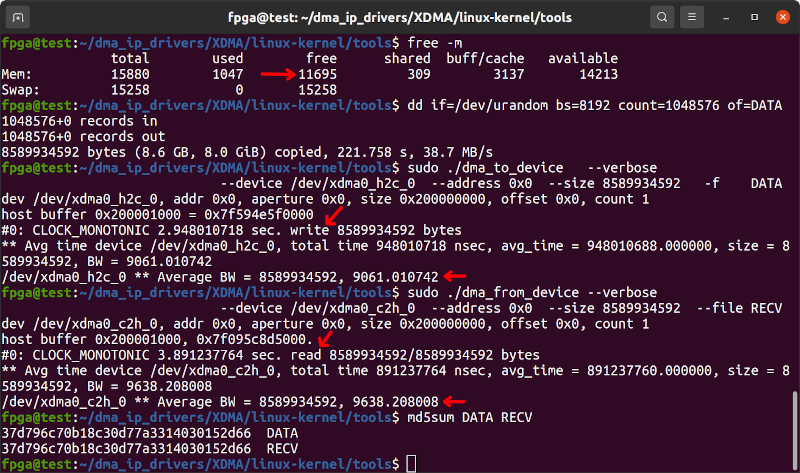 fpga@test: ~/dma_ip_drivers/XDMA/linux-kernel/tools
fpga@test:~/dma_ip_drivers/XDMA/linux-kernel/tools$ free -m
total used free shared buff/cache available
Mem: 15880 1047 11695 309 3137 14213
Swap: 15258 0 15258
fpga@test:~/dma_ip_drivers/XDMA/linux-kernel/tools$ dd if=/dev/urandom bs=8192 count=1048576 of=DATA
1048576+0 records in
1048576+0 records out
8589934592 bytes (8.6 GB, 8.0 GiB) copied, 221.758 s, 38.7 MB/s
fpga@test:~/dma_ip_drivers/XDMA/linux-kernel/tools$ sudo ./dma_to_device --verbose
--device /dev/xdma0_h2c_0 --address 0x0 --size 8589934592 -f DATA
dev /dev/xdma0_h2c_0, addr 0x0, aperture 0x0, size 0x200000000, offset 0x0, count 1
host buffer 0x200001000 = 0x7f594e5f0000
#0: CLOCK_MONOTONIC 2.948010718 sec. write 8589934592 bytes
** Avg time device /dev/xdma0_h2c_0, total time 948010718 nsec, avg_time = 948010688.000000, size = 8
589934592, BW = 9061.010742
/dev/xdma0_h2c_0 ** Average BW = 8589934592, 9061.010742
fpga@test:~/dma_ip_drivers/XDMA/linux-kernel/tools$ sudo ./dma_from_device --verbose
--device /dev/xdma0_c2h_0 --address 0x0 --size 8589934592 --file RECV
dev /dev/xdma0_c2h_0, addr 0x0, aperture 0x0, size 0x200000000, offset 0x0, count 1
host buffer 0x200001000, 0x7f095c8d5000.
#0: CLOCK_MONOTONIC 3.891237764 sec. read 8589934592/8589934592 bytes
** Avg time device /dev/xdma0_c2h_0, total time 891237764 nsec, avg_time = 891237760.000000, size = 8
589934592, BW = 9638.208008
/dev/xdma0_c2h_0 ** Average BW = 8589934592, 9638.208008
fpga@test:~/dma_ip_drivers/XDMA/linux-kernel/tools$ md5sum DATA RECV
37d796c70b18c30d77a3314030152d66 DATA
37d796c70b18c30d77a3314030152d66 RECV
fpga@test:~/dma_ip_drivers/XDMA/linux-kernel/tools$